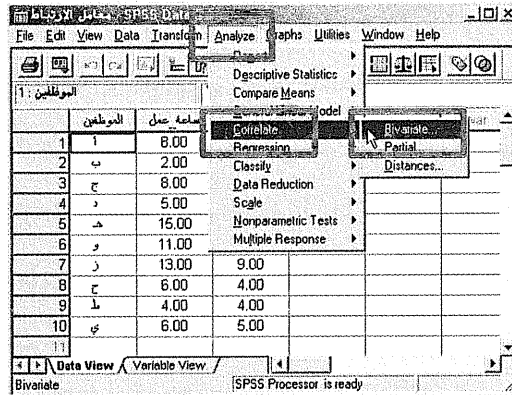 معامل الارتباط - SPSS Data
File Edit View Data Transform Analyze Graphs Utilities Window Help
Descriptive Statistics
Compare Means
General Linear Model
Correlate
Regression
Classify
Data Reduction
Scale
Nonparametric Tests
Multiple Response
Bivariate...
Partial...
Distances...
1 : الموظفين
الموظفين ساعة_عمل
1 أ 8.00
2 ب 2.00
3 ج 8.00
4 د 5.00
5 هـ 15.00
6 و 11.00
7 ز 13.00 9.00
8 ح 6.00 4.00
9 ط 4.00 4.00
10 ي 6.00 5.00
11
Data View Variable View
Bivariate SPSS Processor is ready